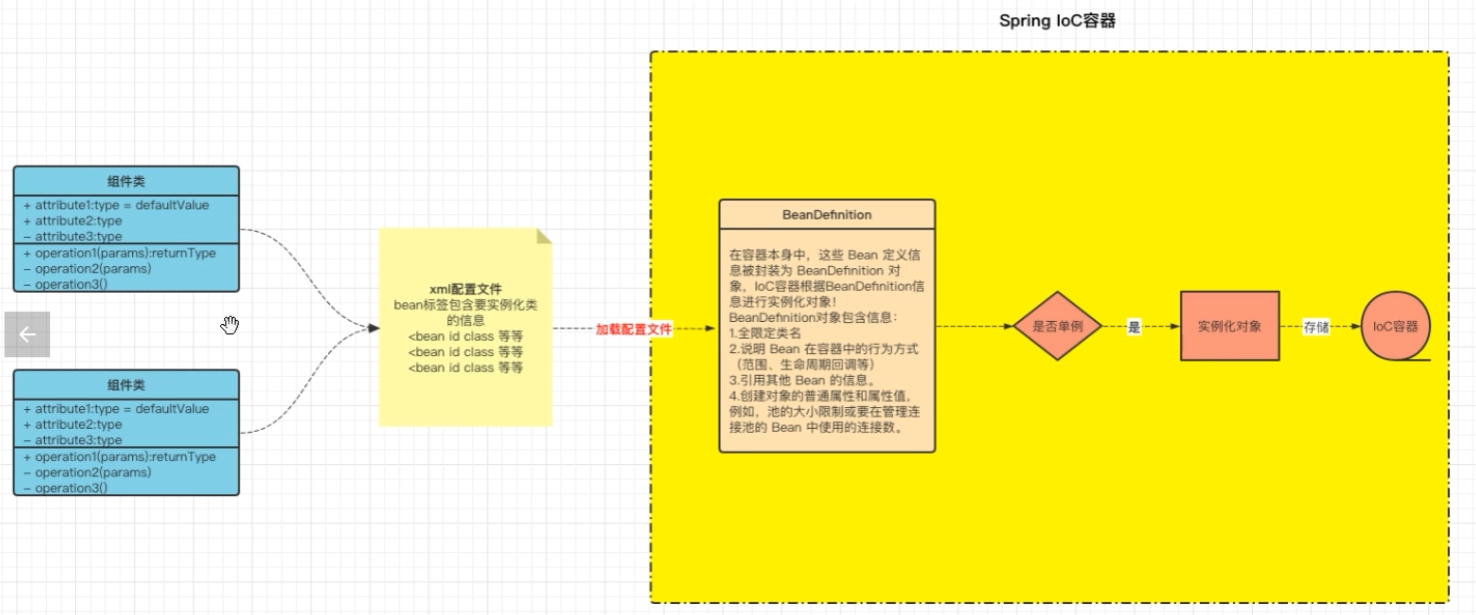 Spring IoC容器
组件类
+ attribute1:type = defaultValue
+ attribute2:type
− attribute3:type
+ operation1(params):returnType
− operation2(params)
− operation3()
组件类
+ attribute1:type = defaultValue
+ attribute2:type
− attribute3:type
+ operation1(params):returnType
− operation2(params)
− operation3()
xml配置文件
bean标签包含要实例化类
的信息
<bean id class 等等
<bean id class 等等
<bean id class 等等
加载配置文件
BeanDefinition
在容器本身中，这些 Bean 定义信
息被封装为 BeanDefinition 对
象，IoC容器根据BeanDefinition信
息进行实例化对象！
BeanDefinition对象包含信息：
1.全限定类名
2.说明 Bean 在容器中的行为方式
（范围、生命周期回调等）
3.引用其他 Bean 的信息。
4.创建对象的普通属性和属性值，
例如，池的大小限制或要在管理连
接池的 Bean 中使用的连接数。
是否单例
是
实例化对象
存储
IoC容器